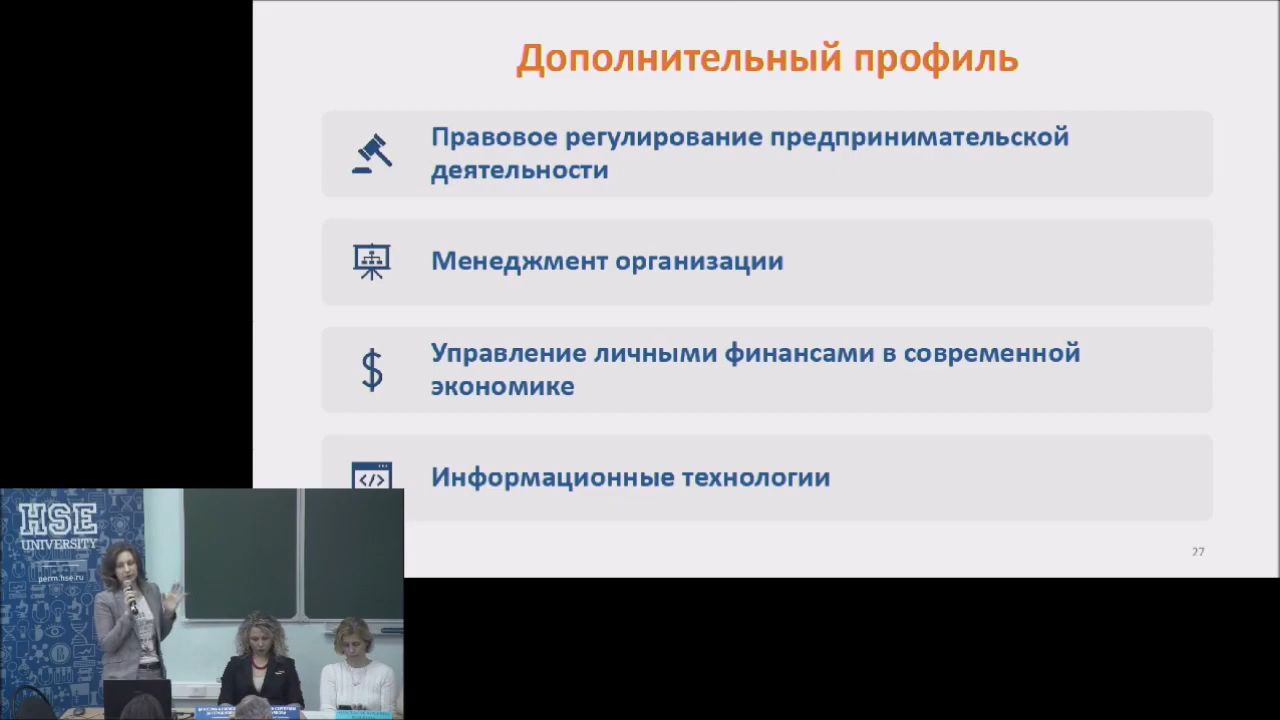 Дополнительный профиль
Правовое регулирование предпринимательской
деятельности
Менеджмент организации
$
Управление личными финансами в современной
экономике
</>
Информационные технологии
27
HSE
UNIVERSITY
perm.hse.ru